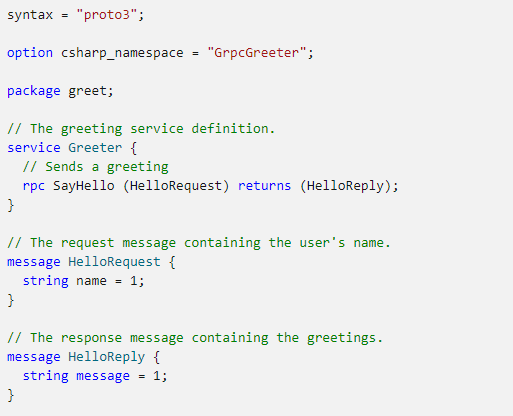 syntax = "proto3";
option csharp_namespace = "GrpcGreeter";
package greet;
// The greeting service definition.
service Greeter {
  // Sends a greeting
  rpc SayHello (HelloRequest) returns (HelloReply);
}
// The request message containing the user's name.
message HelloRequest {
  string name = 1;
}
// The response message containing the greetings.
message HelloReply {
  string message = 1;
}